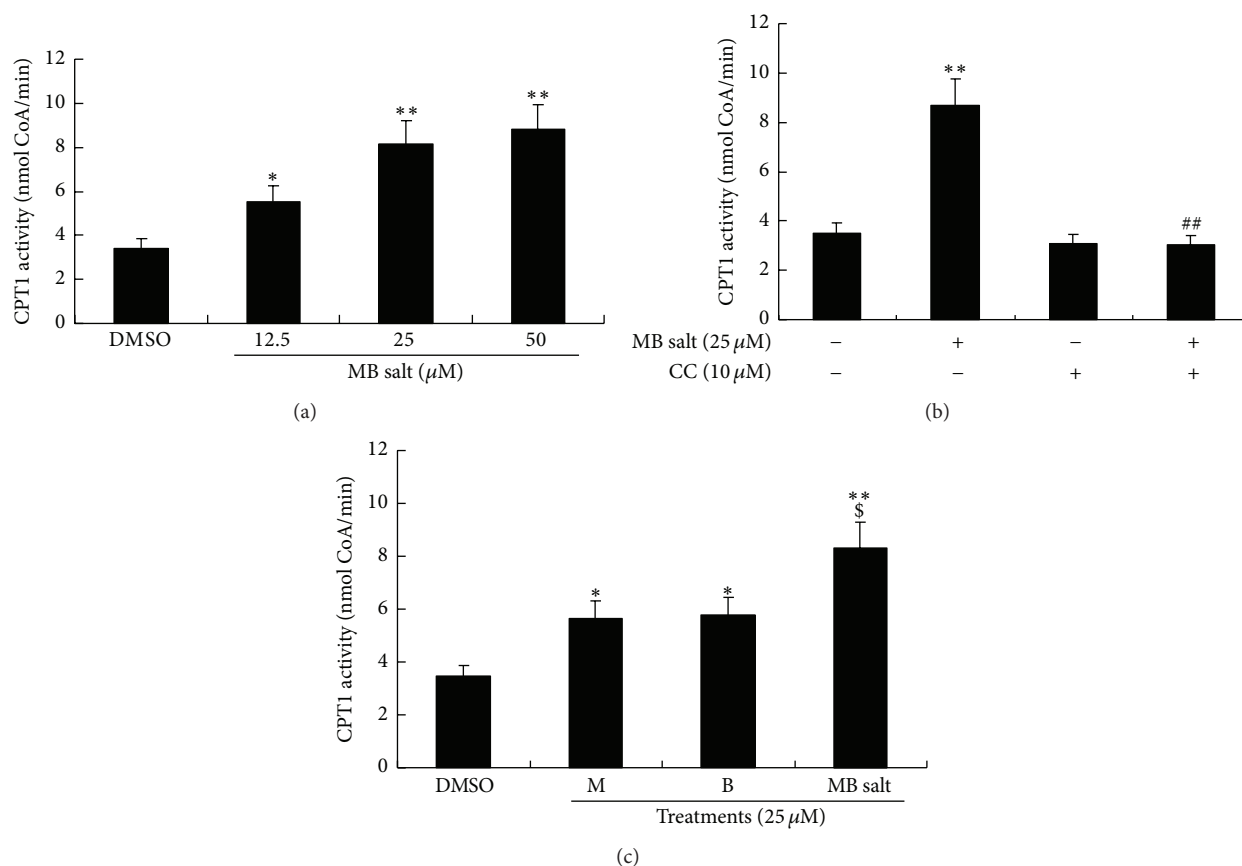 12
10
8
6
4
2
0
CPT1 activity (nmol CoA/min)
*
**
**
DMSO 12.5 25 50
MB salt (μM)
(a)
12
10
8
6
4
2
0
CPT1 activity (nmol CoA/min)
**
##
MB salt (25 μM) − + − +
CC (10 μM) − − + +
(b)
12
10
8
6
4
2
0
CPT1 activity (nmol CoA/min)
*
*
**
$
DMSO M B MB salt
Treatments (25 μM)
(c)